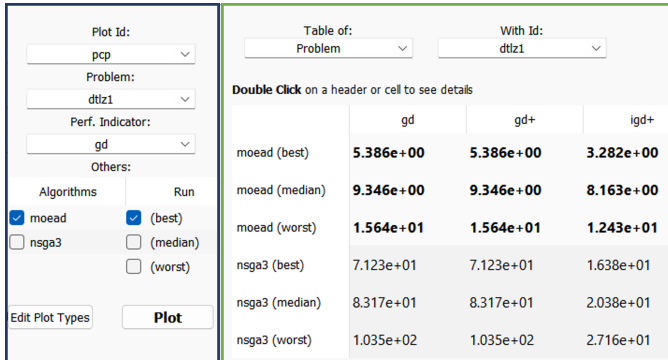 Plot Id:
pcp
Problem:
dtlz1
Perf. Indicator:
gd
Others:
Algorithms Run
moead (best)
nsga3 (median)
(worst)
Edit Plot Types Plot
Table of: With Id:
Problem dtlz1
Double Click on a header or cell to see details
gd gd+ igd+
moead (best) 5.386e+00 5.386e+00 3.282e+00
moead (median) 9.346e+00 9.346e+00 8.163e+00
moead (worst) 1.564e+01 1.564e+01 1.243e+01
nsga3 (best) 7.123e+01 7.123e+01 1.638e+01
nsga3 (median) 8.317e+01 8.317e+01 2.038e+01
nsga3 (worst) 1.035e+02 1.035e+02 2.716e+01